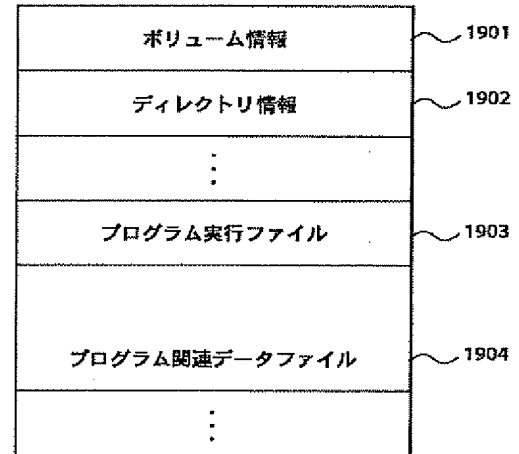 ボリューム情報 1901
ディレクトリ情報 1902
⋮
プログラム実行ファイル 1903
プログラム関連データファイル 1904
⋮